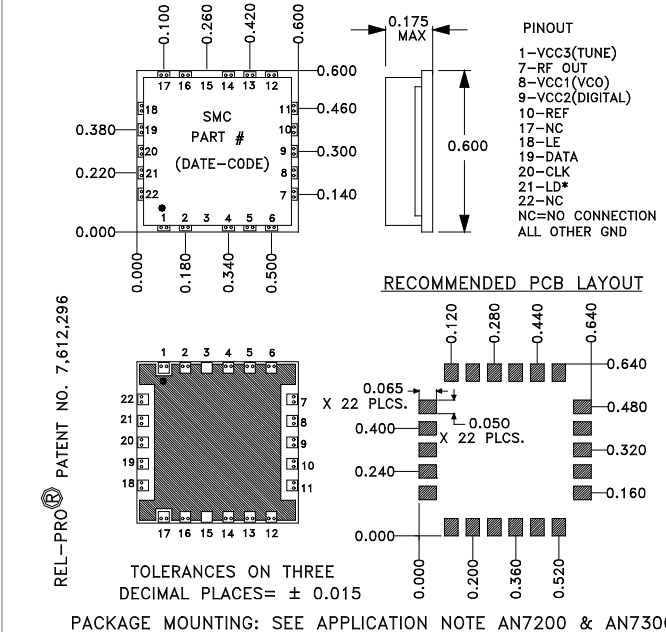 0.100
0.260
0.420
0.600
17 16 15 14 13 12
0.600
18
11
0.460
0.380
19
10
20
9
0.300
0.220
21
8
22
7
0.140
SMC
PART #
(DATE-CODE)
1 2 3 4 5 6
0.000
0.000
0.180
0.340
0.500
0.175
MAX
0.600
PINOUT
1-VCC3(TUNE)
7-RF OUT
8-VCC1(VCO)
9-VCC2(DIGITAL)
10-REF
17-NC
18-LE
19-DATA
20-CLK
21-LD*
22-NC
NC=NO CONNECTION
ALL OTHER GND
RECOMMENDED PCB LAYOUT
0.120
0.280
0.440
0.640
0.640
0.065
X 22 PLCS.
0.050
X 22 PLCS.
0.480
0.400
0.320
0.240
0.160
0.000
0.000
0.200
0.360
0.520
REL-PRO® PATENT NO. 7,612,296
1 2 3 4 5 6
22
7
21
8
20
9
19
10
18
11
17 16 15 14 13 12
TOLERANCES ON THREE
DECIMAL PLACES= ± 0.015
PACKAGE MOUNTING: SEE APPLICATION NOTE AN7200 & AN730